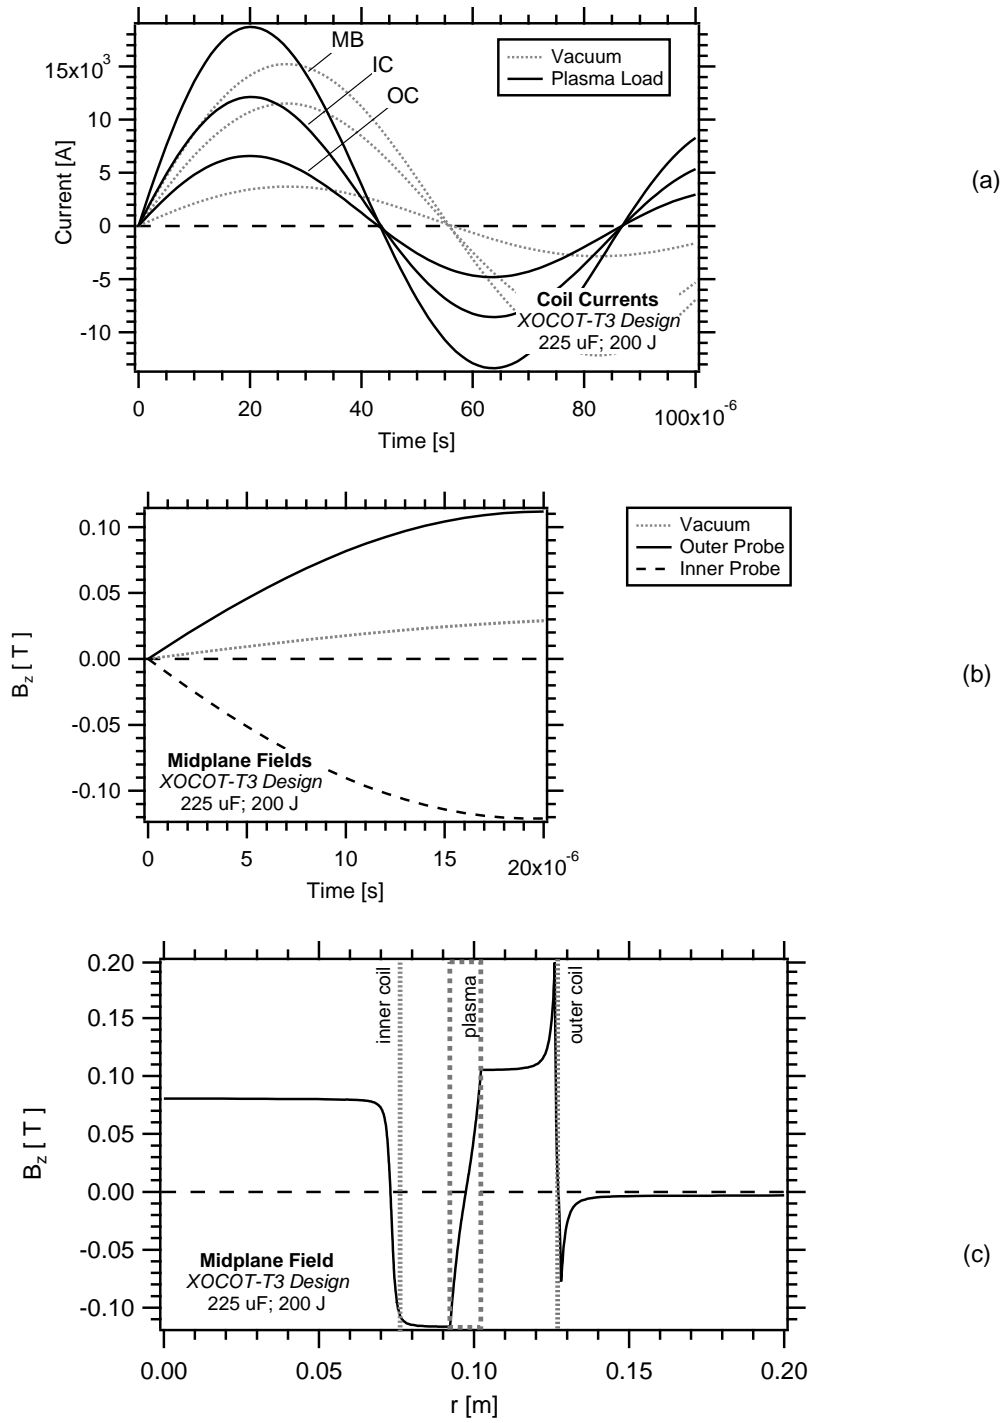 MB
IC
OC
Vacuum
Plasma Load
15x10³
10
5
0
-5
-10
Current [A]
Coil Currents
XOCOT-T3 Design
225 uF; 200 J
0
20
40
60
80
100x10⁻⁶
Time [s]
(a)
0.10
0.05
0.00
-0.05
-0.10
B_z [ T ]
Midplane Fields
XOCOT-T3 Design
225 uF; 200 J
0
5
10
15
20x10⁻⁶
Time [s]
Vacuum
Outer Probe
Inner Probe
(b)
0.20
0.15
0.10
0.05
0.00
-0.05
-0.10
B_z [ T ]
inner coil
plasma
outer coil
Midplane Field
XOCOT-T3 Design
225 uF; 200 J
0.00
0.05
0.10
0.15
0.20
r [m]
(c)